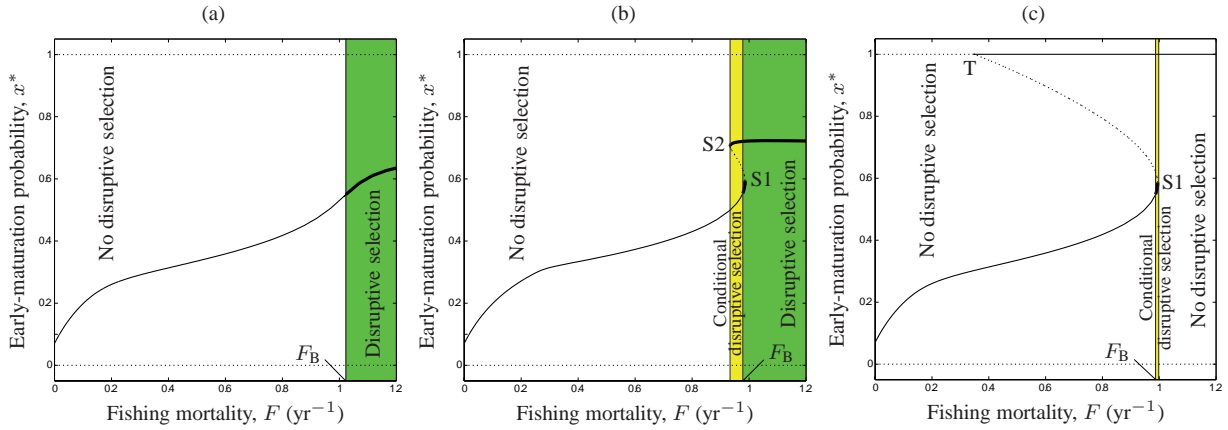 (a)
Early-maturation probability, x*
1
0.8
0.6
0.4
0.2
0
No disruptive selection
Disruptive selection
F_B
0
0.2
0.4
0.6
0.8
1
1.2
Fishing mortality, F (yr⁻¹)
(b)
Early-maturation probability, x*
1
0.8
0.6
0.4
0.2
0
No disruptive selection
S2
S1
Conditional
disruptive selection
Disruptive selection
F_B
0
0.2
0.4
0.6
0.8
1
1.2
Fishing mortality, F (yr⁻¹)
(c)
Early-maturation probability, x*
1
0.8
0.6
0.4
0.2
0
No disruptive selection
T
S1
Conditional
disruptive selection
No disruptive selection
F_B
0
0.2
0.4
0.6
0.8
1
1.2
Fishing mortality, F (yr⁻¹)